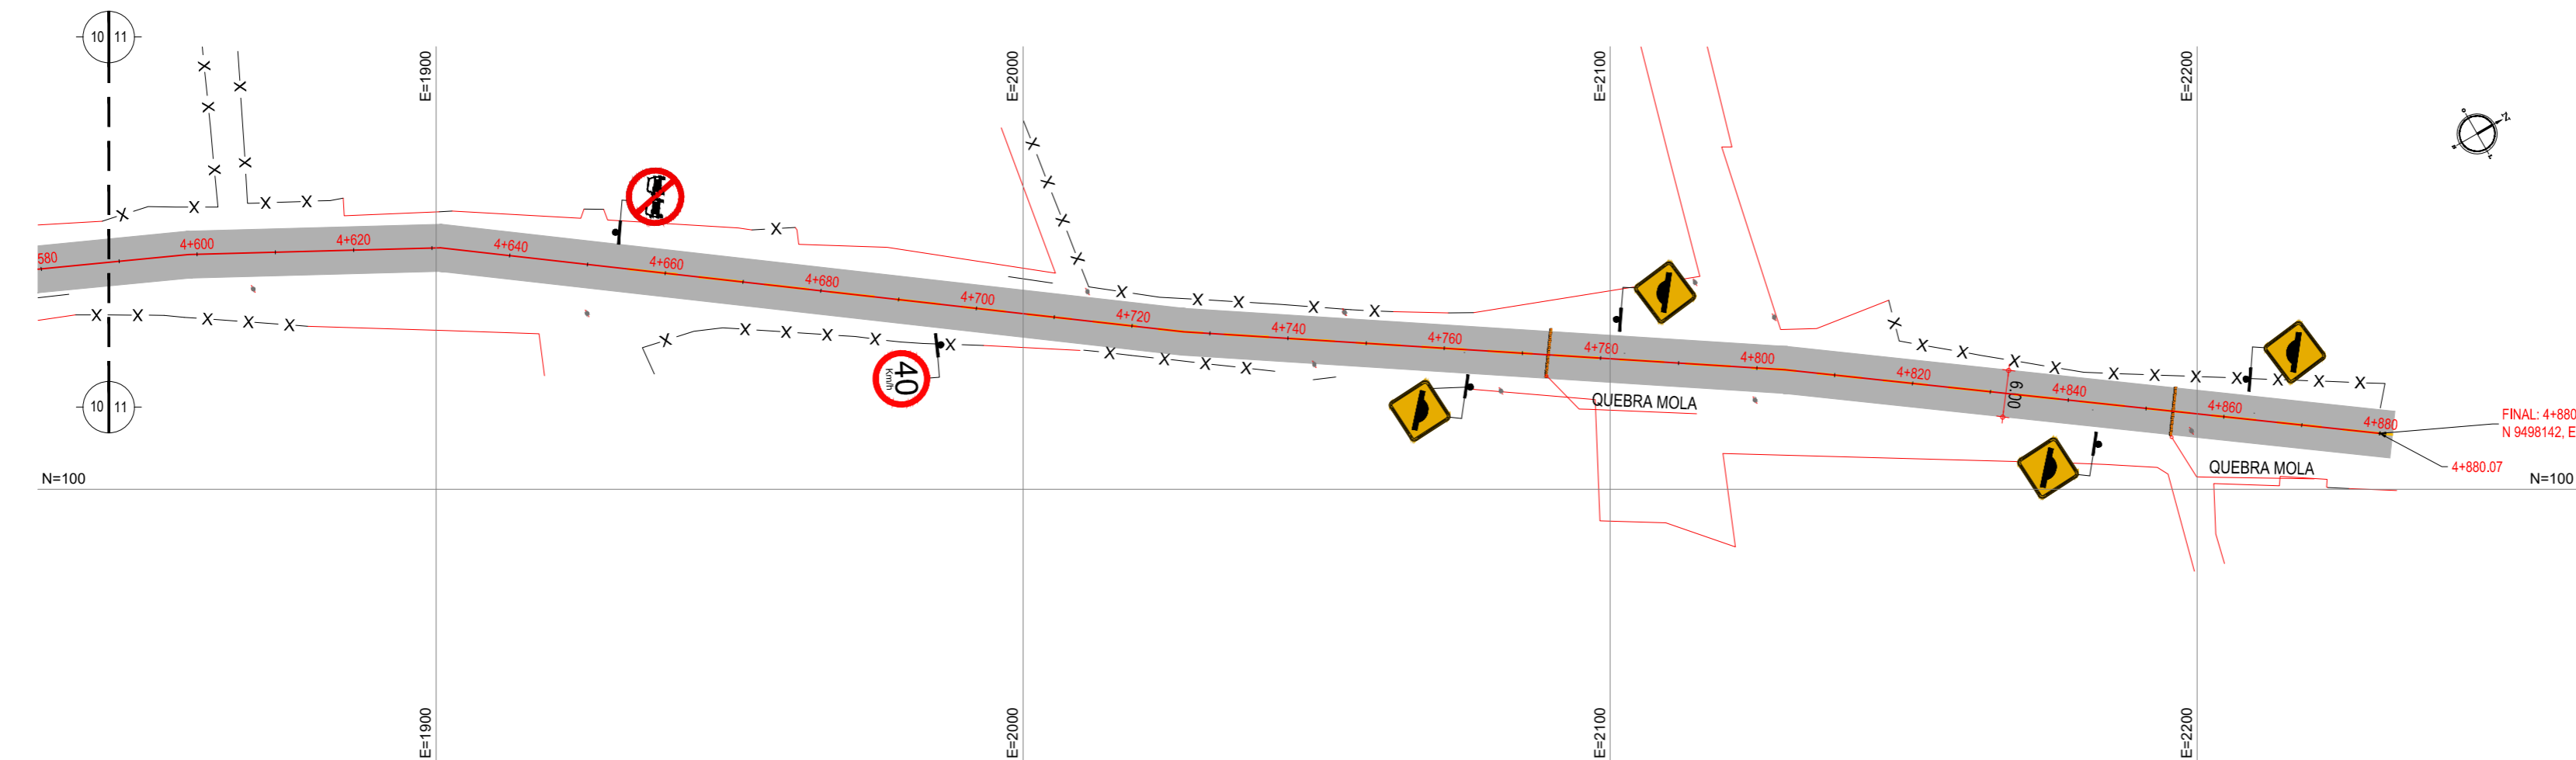 10 11
E=1900
E=2000
E=2100
E=2200
580
4+600
4+620
4+640
4+660
4+680
4+700
4+720
4+740
4+760
4+780
4+800
4+820
4+840
4+860
4+880
40
Km/h
6.00
QUEBRA MOLA
QUEBRA MOLA
FINAL: 4+880
N 9498142, E
4+880.07
10 11
N=100
N=100
E=1900
E=2000
E=2100
E=2200